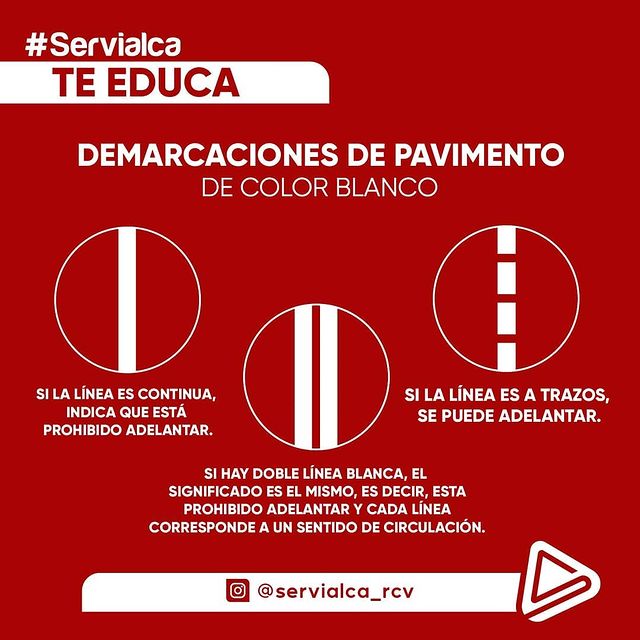 #Servialca
TE EDUCA
DEMARCACIONES DE PAVIMENTO
DE COLOR BLANCO
SI LA LÍNEA ES CONTINUA,
INDICA QUE ESTÁ
PROHIBIDO ADELANTAR.
SI HAY DOBLE LÍNEA BLANCA, EL
SIGNIFICADO ES EL MISMO, ES DECIR, ESTA
PROHIBIDO ADELANTAR Y CADA LÍNEA
CORRESPONDE A UN SENTIDO DE CIRCULACIÓN.
SI LA LÍNEA ES A TRAZOS,
SE PUEDE ADELANTAR.
@servialca_rcv